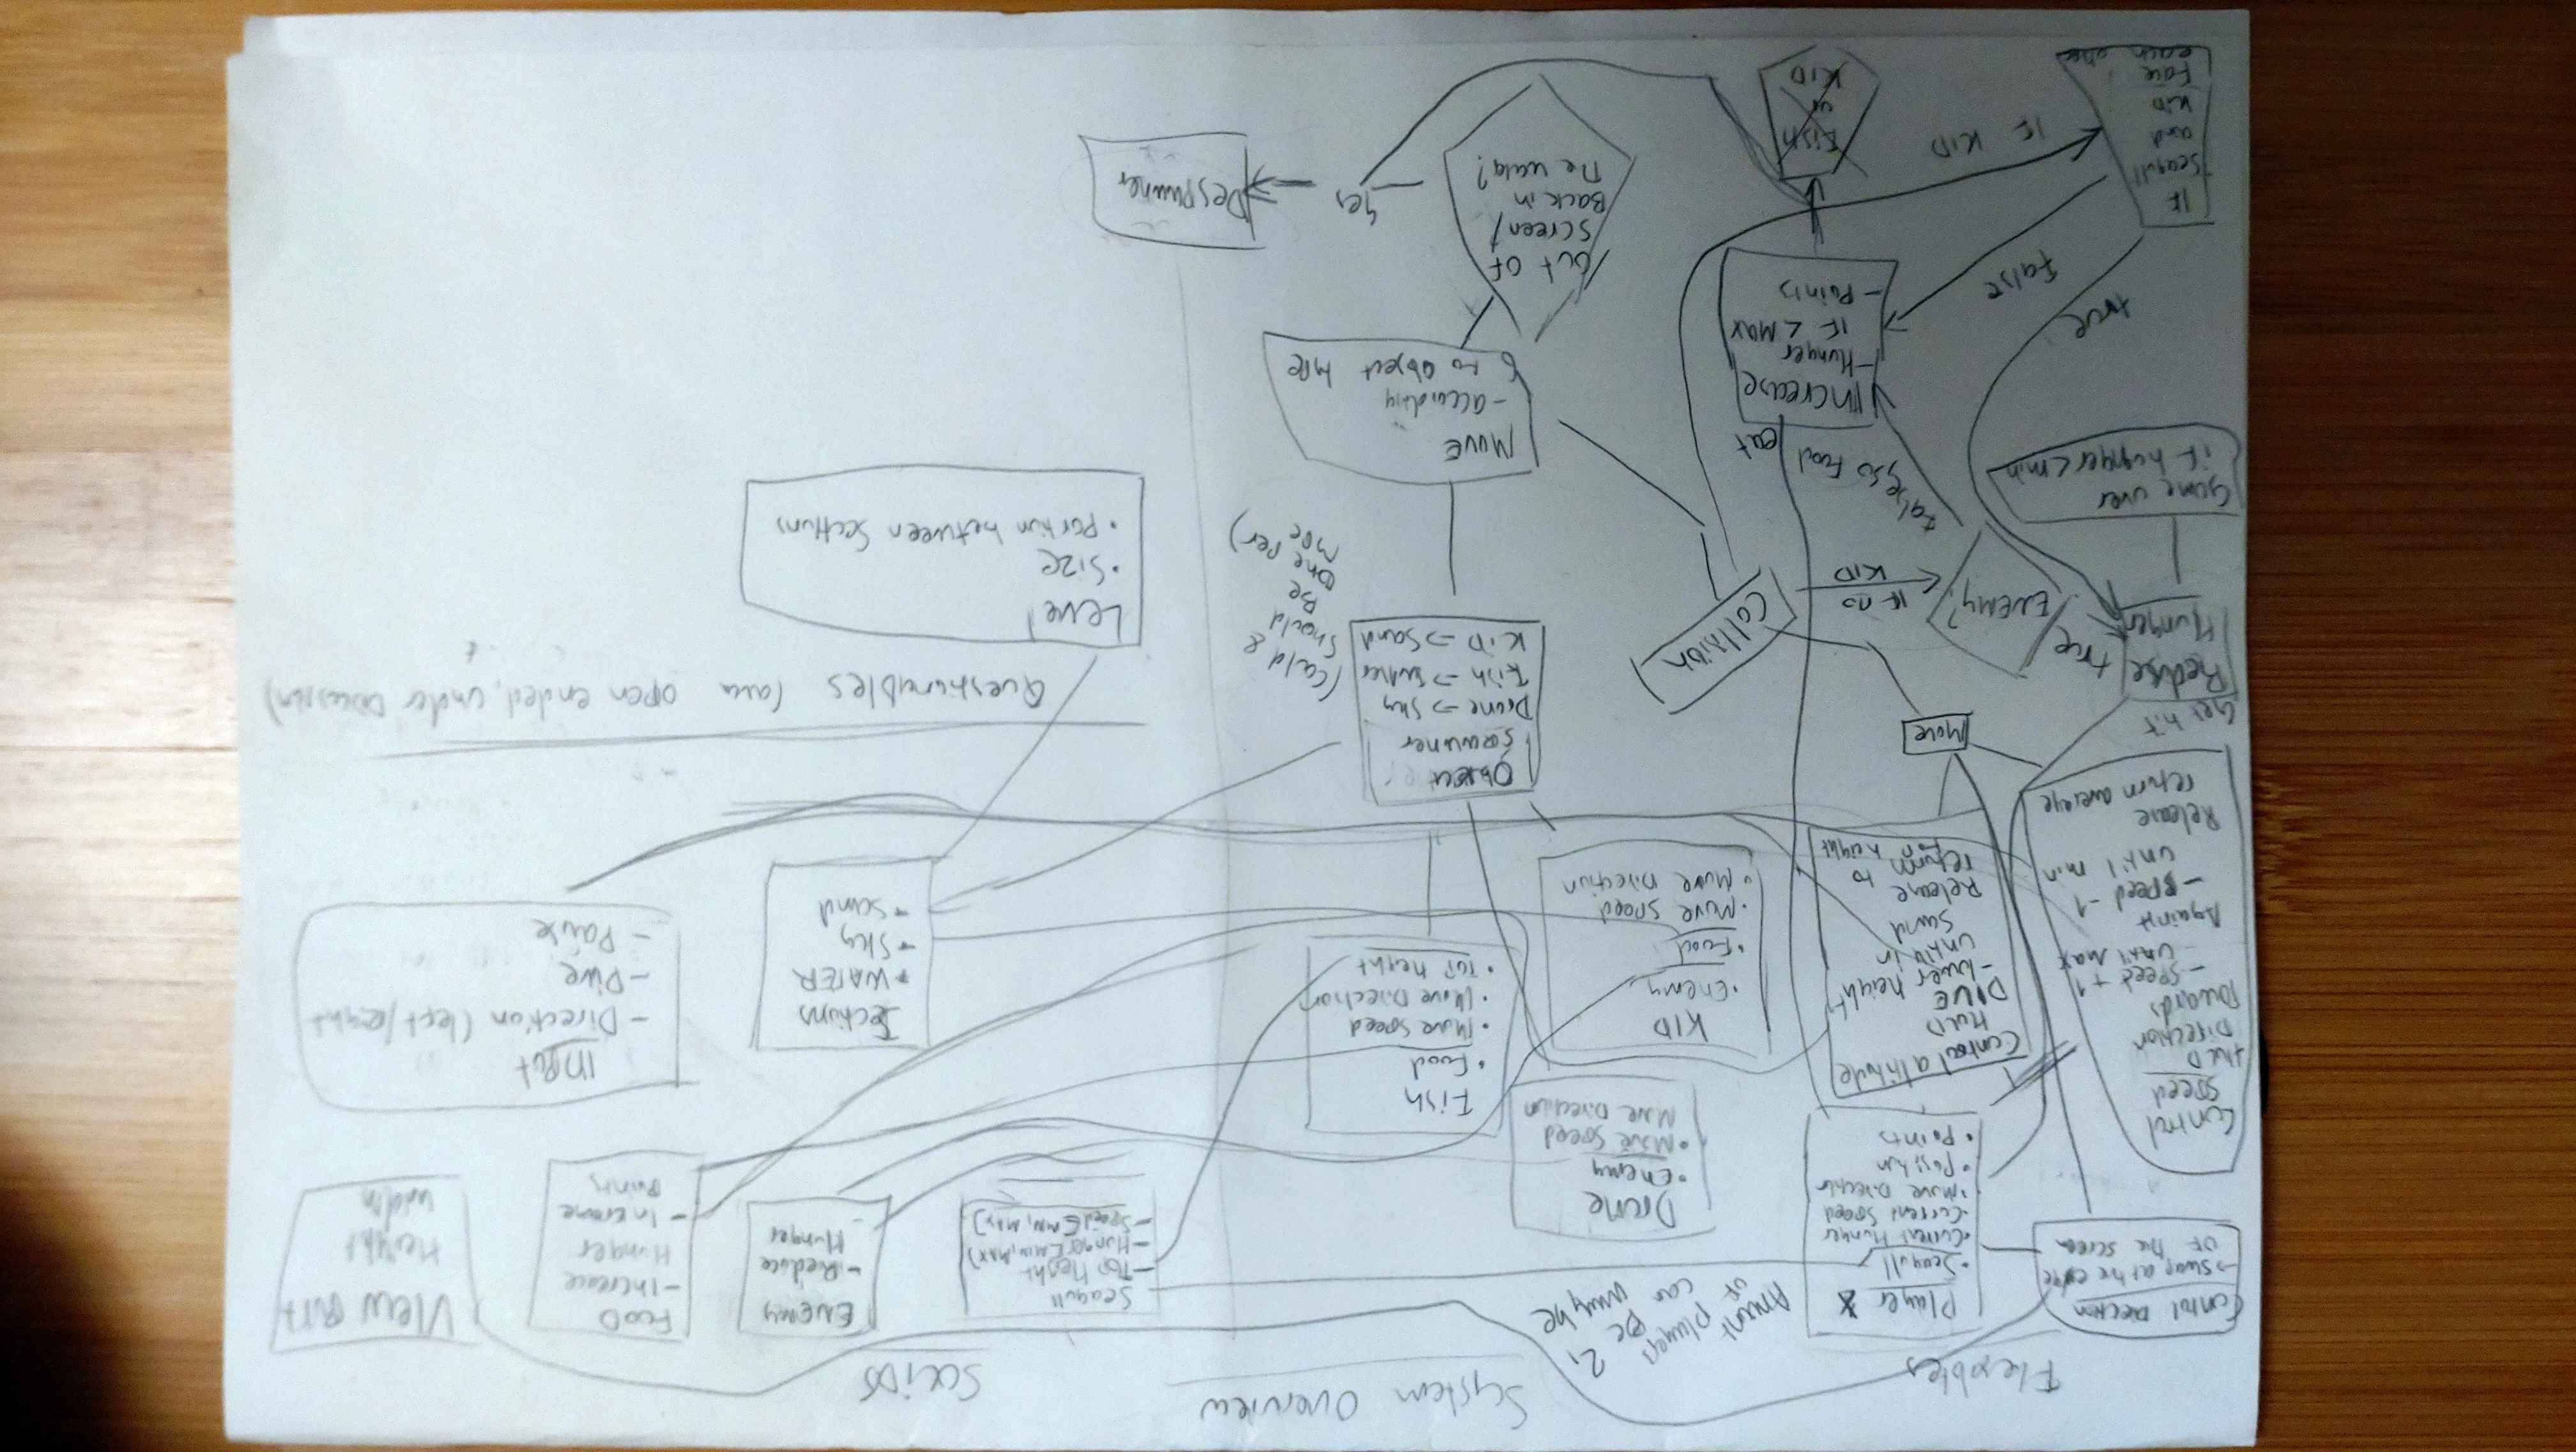 System Overview
Flexables
SOLIDS
Control Direction
→ swap at the edge
of the screen
Player
• Seagull
• Current Hunger
• Current Speed
• Move Direction
• Position
• Points
Amount
of players
can Be 2,
maybe
Drone
• Enemy
• Move Speed
Move Direction
Seagull
- Top Height
- Hunger [MIN, MAX]
- Speed [MIN, MAX]
ENEMY
- Reduce
Hunger
FOOD
- Increase
Hunger
- Increase
Points
View port
Height
Width
Control
Speed
HOLD
Direction
Towards
- Speed +1
until Max
Against
- speed -1
until min
Release
return average
Control altitude
HOLD
DIVE
- lower height
until in
Sand
Release
return to
top height
KID
• Enemy
• Food
• Move Speed
• Move Direction
Fish
• Food
• Move Speed
• Move Direction
• TOP height
Sections
- WATER
- Sky
- Sand
INPUT
- Direction (left/right
- Dive
- Pause
Move
Object
Spawner
Drone → Sky
Fish →
KID → Sand
(Could &
Should
Be
One per
type)
Questionables (aka open ended, under Discussion)
Level
• Size
• Portion between Sections
Get hit
Reduce
Hunger
true
ENEMY?
IF no
KID
Collision
Game over
if hunger < min
False, so Food
eat
Increase
- Hunger
IF < MAX
- Points
MOVE
- according
to object type
true
False
IF
Seagull
and
KID
Face
each other
IF KID
Fish
or
KID
Out of
Screen/
Back in
The water?
Yes
Despawner